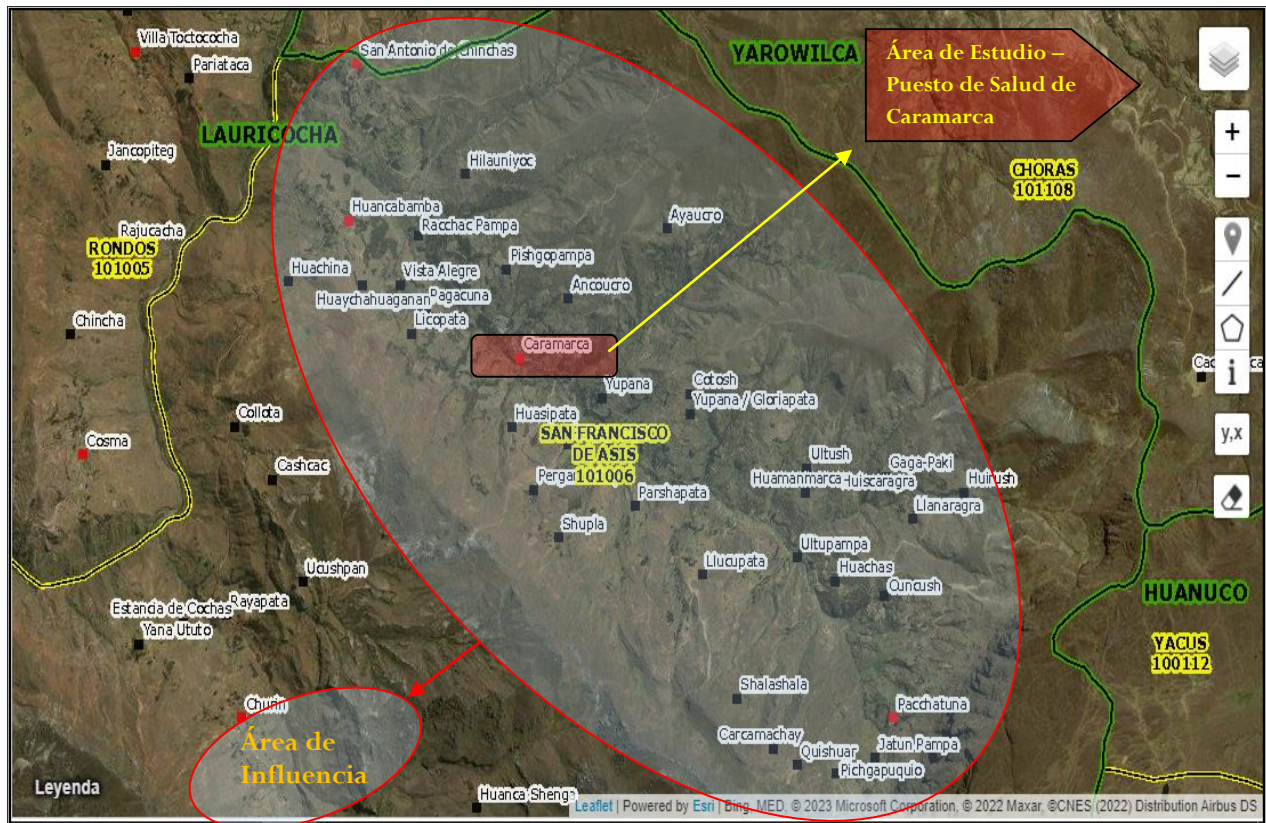 Villa Toctococha
Pariataca
San Antonio de Chinchas
YAROWILCA
Área de Estudio –
Puesto de Salud de
Caramarca
LAURICOCHA
Jancopiteg
Hilauniyoc
CHORAS
101108
Huancabamba
Racchac Pampa
Ayaucro
Rajucacha
RONDOS
101005
Pishgopampa
Huachina
Vista Alegre
Ancoucro
Huaychahuaganan
Pagacuna
Chincha
Licopata
Caramarca
Yupana
Cotosh
Yupana / Gloriapata
Collota
Huasipata
Cosma
SAN FRANCISCO
DE ASIS
101006
Cashcac
Ultush
Gaga-Paki
Huamanmarca
Huirush
Parshapata
Llanaragra
Shupla
Ultupampa
Llucupata
Huachas
Cuncush
Ucushpan
HUANUCO
Estancia de Cochas
Rayapata
Yana Ututo
YACUS
100112
Shalashala
Churin
Pacchatuna
Carcamachay
Quishuar
Jatun Pampa
Pichgapuquio
Área de
Influencia
Leyenda
Huanca Shenga
+
−
i
y,x
Leaflet | Powered by Esri | Bing, MED, © 2023 Microsoft Corporation, © 2022 Maxar, ©CNES (2022) Distribution Airbus DS